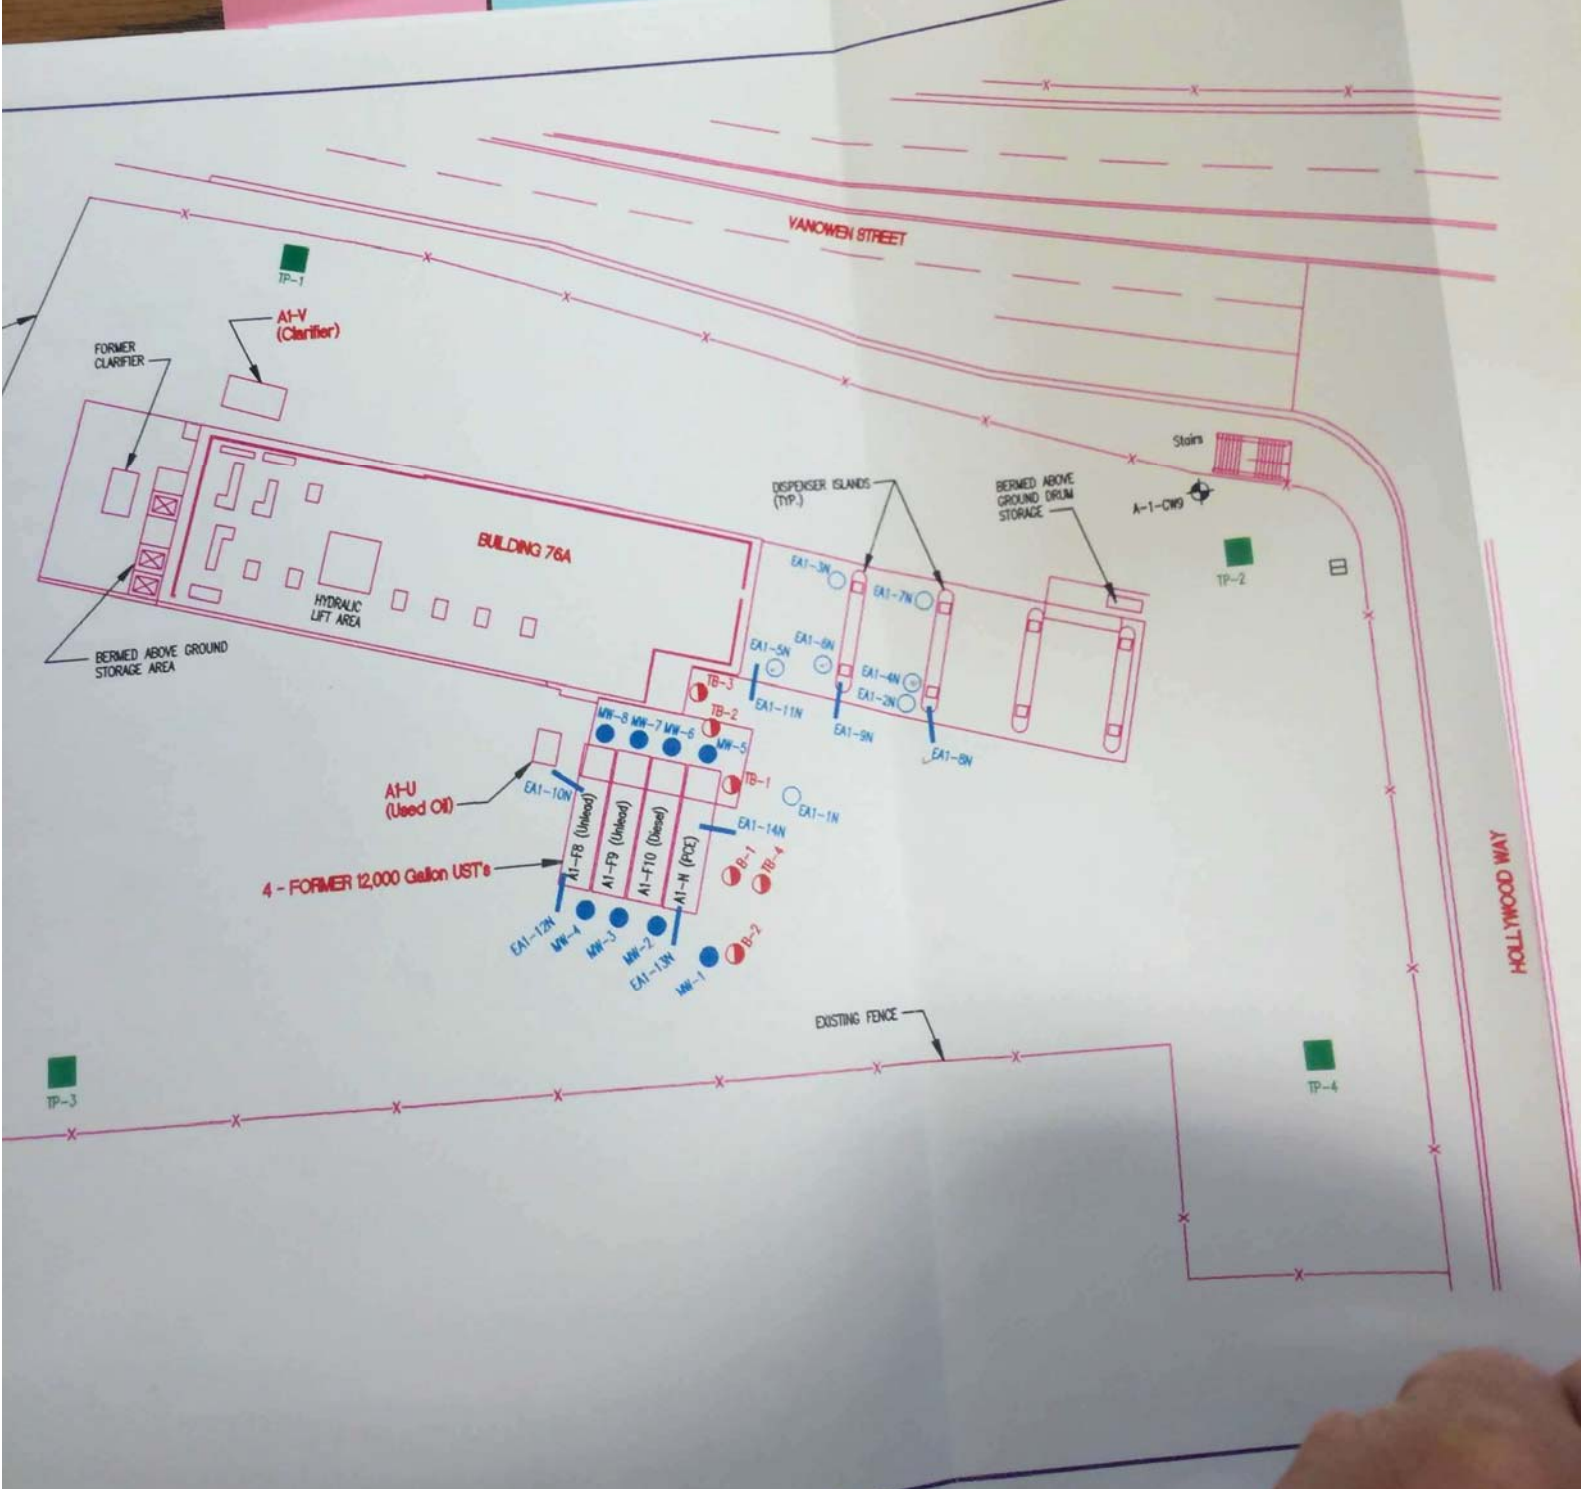 VANOWEN STREET
TP-1
A1-V
(Clarifier)
FORMER
CLARIFIER
Stairs
DISPENSER ISLANDS
(TYP.)
BERMED ABOVE
GROUND DRUM
STORAGE
A-1-CW9
TP-2
BUILDING 76A
HYDRALIC
LIFT AREA
BERMED ABOVE GROUND
STORAGE AREA
EA1-3N
EA1-7N
EA1-6N
EA1-5N
EA1-4N
EA1-2N
TB-3
EA1-11N
TB-2
EA1-9N
MW-8
MW-7
MW-6
MW-5
EA1-8N
TB-1
A1-U
(Used Oil)
EA1-10N
EA1-1N
EA1-14N
A1-F8 (Unlead)
A1-F9 (Unlead)
A1-F10 (Diesel)
A1-N (PCE)
B-1
TB-4
4 - FORMER 12,000 Gallon UST's
EA1-12N
MW-4
MW-3
MW-2
EA1-13N
MW-1
B-2
HOLLYWOOD WAY
EXISTING FENCE
TP-3
TP-4